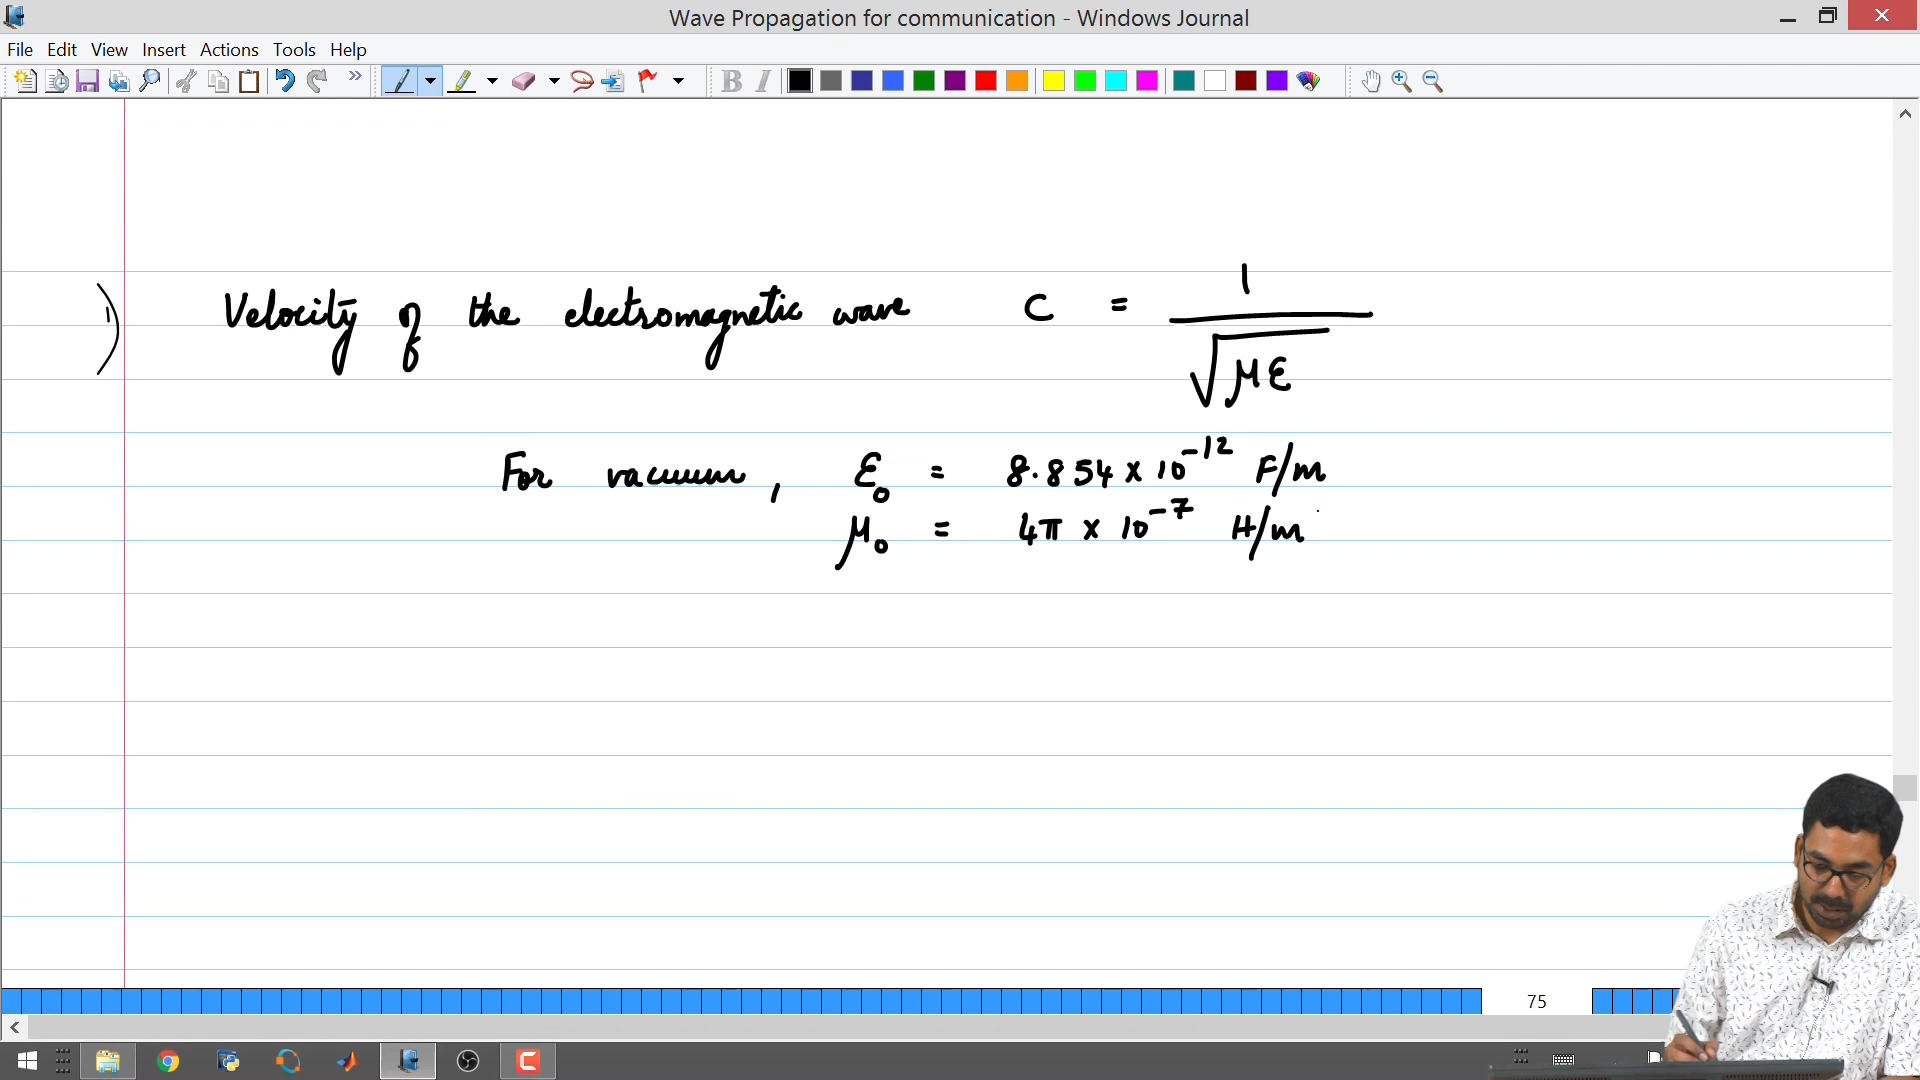 Wave Propagation for communication - Windows Journal
File Edit View Insert Actions Tools Help
1) Velocity of the electromagnetic wave C = 1 / √με
For vacuum, ε₀ = 8.854 × 10⁻¹² F/m
μ₀ = 4π × 10⁻⁷ H/m
75